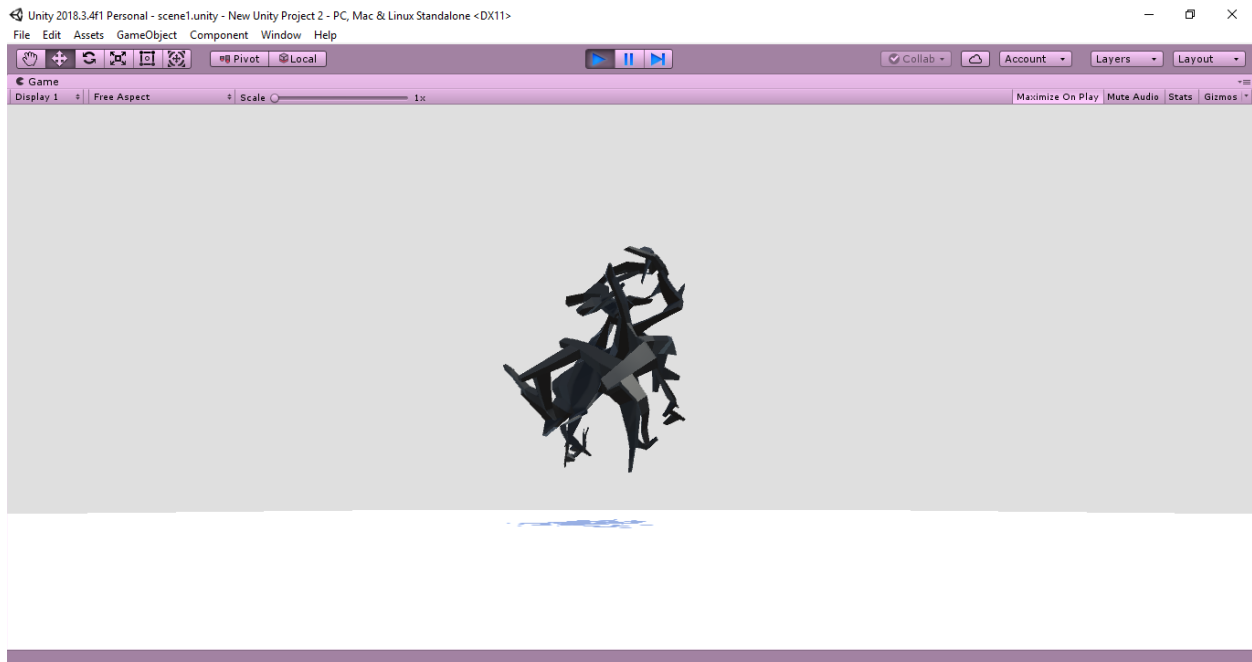 Unity 2018.3.4f1 Personal - scene1.unity - New Unity Project 2 - PC, Mac & Linux Standalone <DX11>
File Edit Assets GameObject Component Window Help
Pivot Local Collab Account Layers Layout
Game
Display 1 Free Aspect Scale 1x Maximize On Play Mute Audio Stats Gizmos